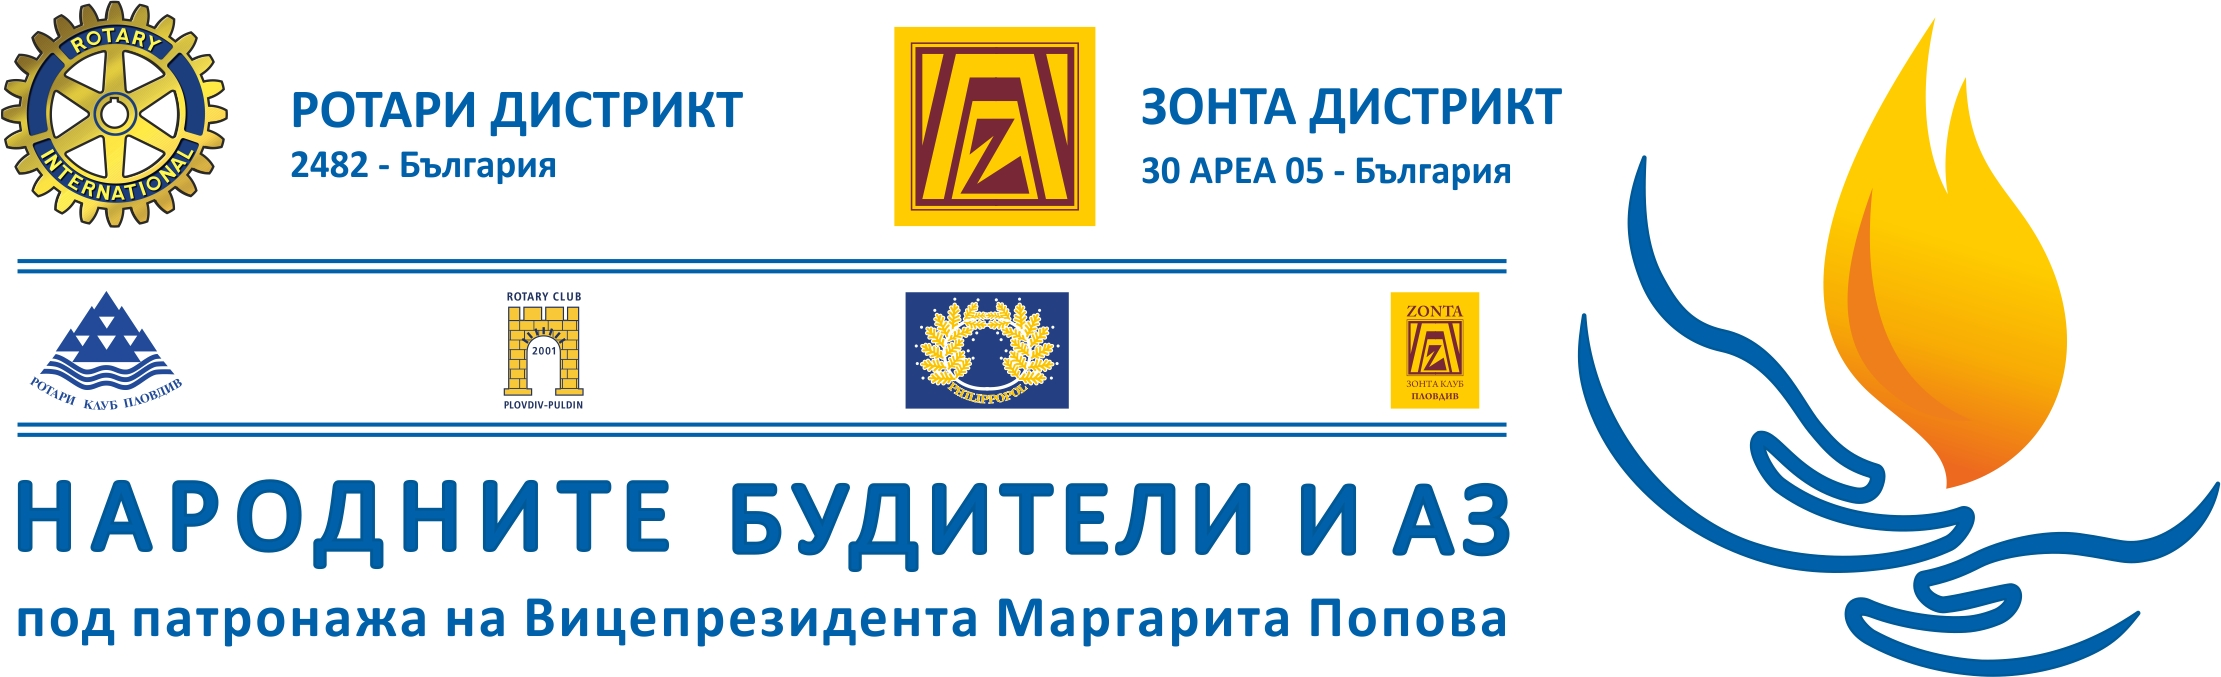 ROTARY
INTERNATIONAL
РОТАРИ ДИСТРИКТ
2482 - България
ЗОНТА ДИСТРИКТ
30 АРЕА 05 - България
РОТАРИ КЛУБ ПЛОВДИВ
ROTARY CLUB
2001
PLOVDIV-PULDIN
PHILIPPOPOL
ZONTA
ЗОНТА КЛУБ
ПЛОВДИВ
НАРОДНИТЕ БУДИТЕЛИ И АЗ
под патронажа на Вицепрезидента Маргарита Попова